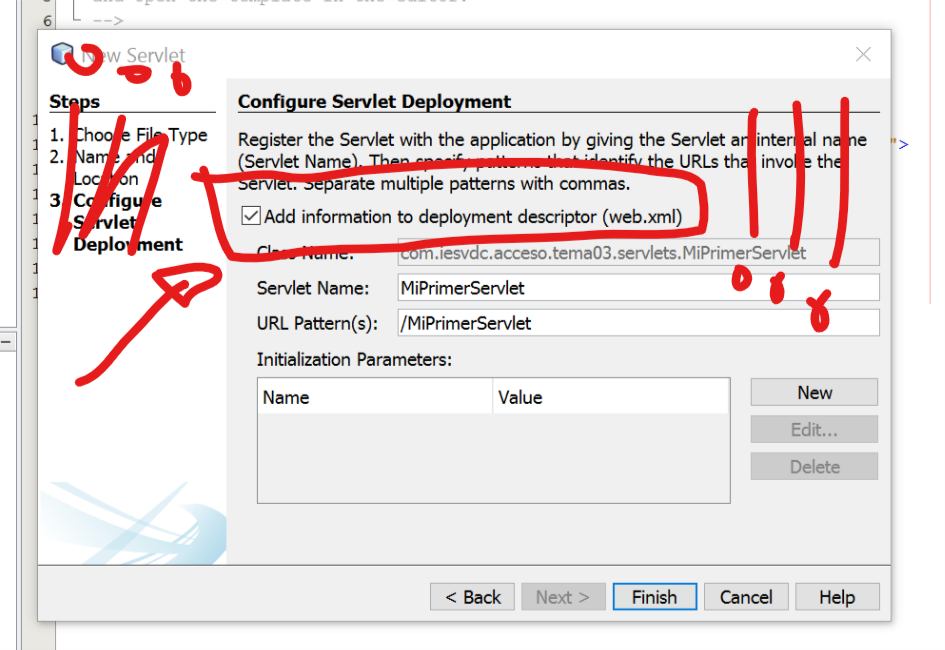 6 -->
New Servlet
Steps
1. Choose File Type
2. Name and
Location
3. Configure
Servlet
Deployment
Configure Servlet Deployment
Register the Servlet with the application by giving the Servlet an internal name
(Servlet Name). Then specify patterns that identify the URLs that invoke the
Servlet. Separate multiple patterns with commas.
Add information to deployment descriptor (web.xml)
Class Name: com.iesvdc.acceso.tema03.servlets.MiPrimerServlet
Servlet Name: MiPrimerServlet
URL Pattern(s): /MiPrimerServlet
Initialization Parameters:
Name Value
New
Edit...
Delete
< Back Next > Finish Cancel Help
">